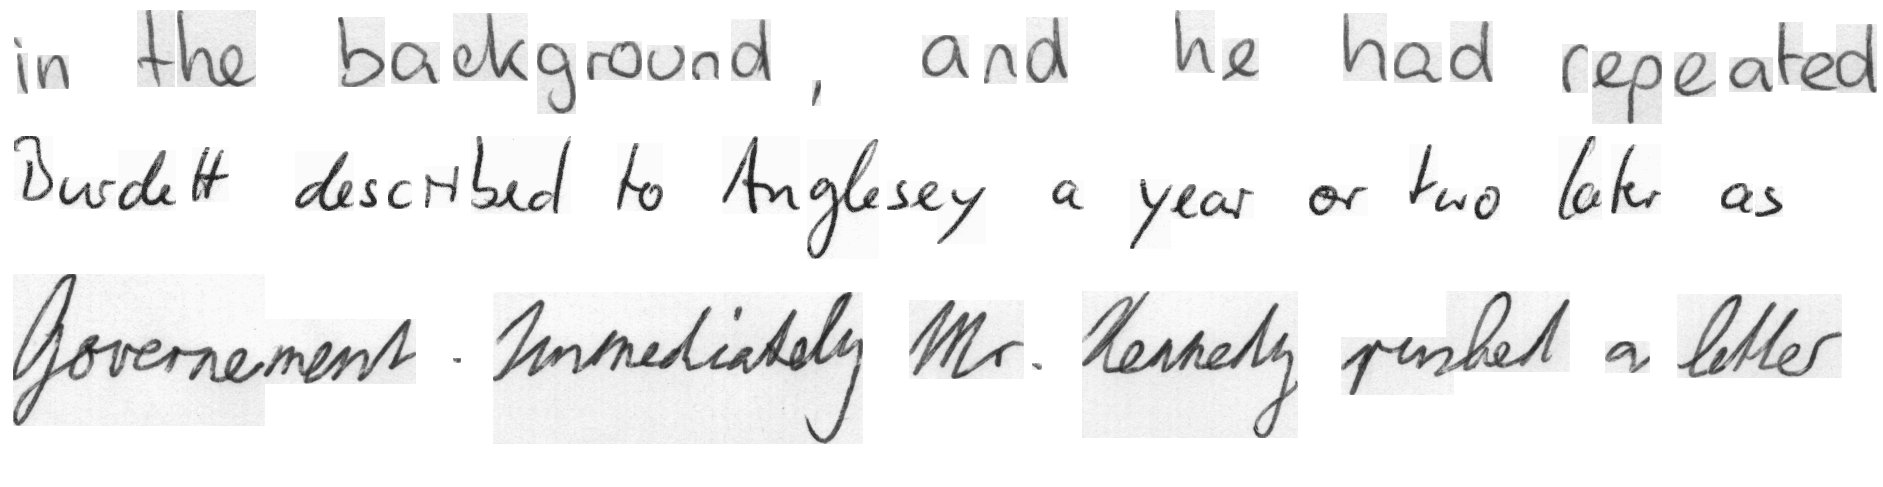 in the background, and he had repeated
Burdett described to Anglesey a year or two later as
Governement. Immediately Mr. Kennedy rushed a letter